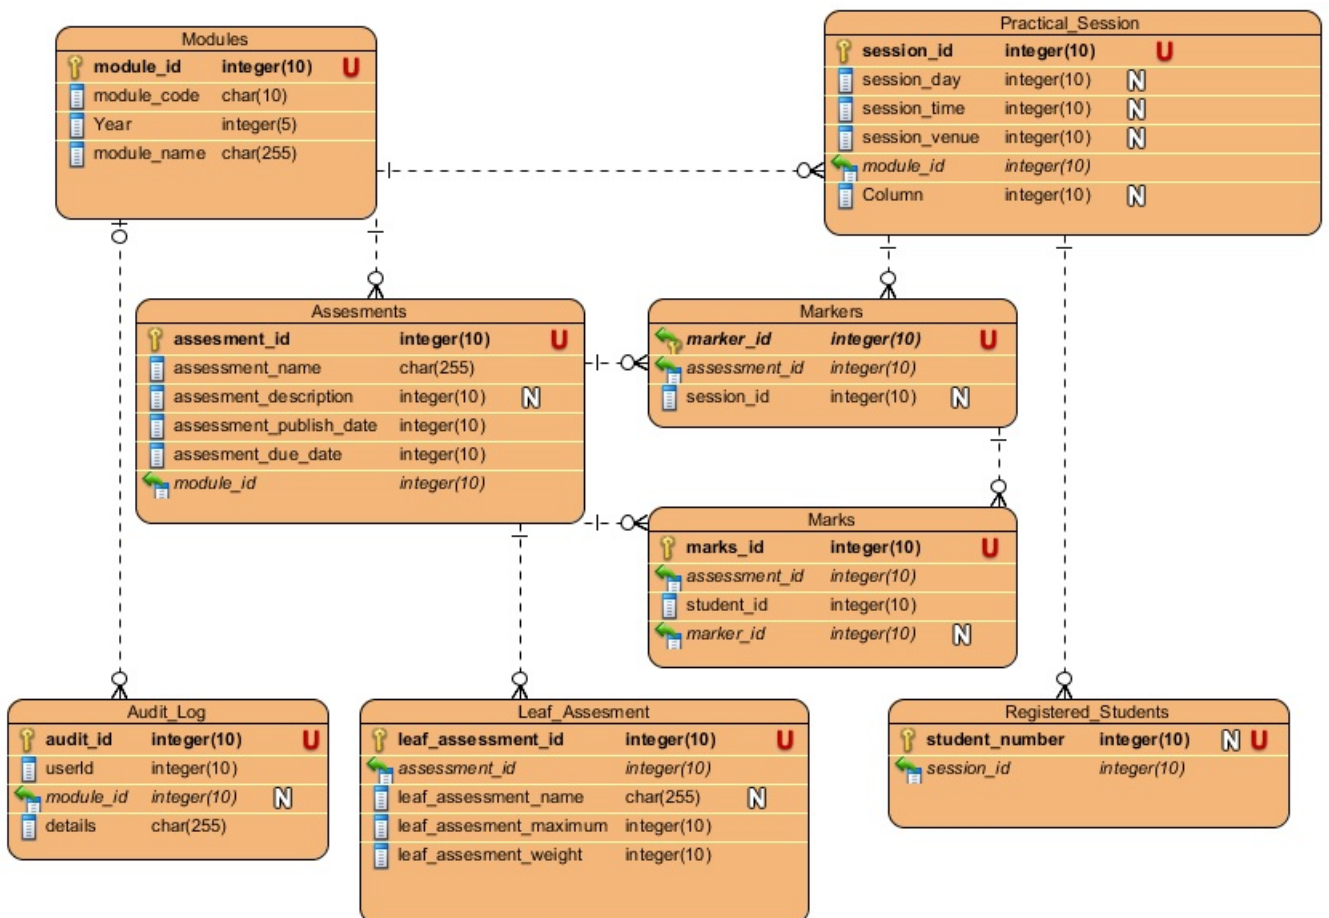 Modules
module_id integer(10) U
module_code char(10)
Year integer(5)
module_name char(255)
Practical_Session
session_id integer(10) U
session_day integer(10) N
session_time integer(10) N
session_venue integer(10) N
module_id integer(10)
Column integer(10) N
Assesments
assesment_id integer(10) U
assessment_name char(255)
assesment_description integer(10) N
assessment_publish_date integer(10)
assesment_due_date integer(10)
module_id integer(10)
Markers
marker_id integer(10) U
assessment_id integer(10)
session_id integer(10) N
Marks
marks_id integer(10) U
assessment_id integer(10)
student_id integer(10)
marker_id integer(10) N
Audit_Log
audit_id integer(10) U
userId integer(10)
module_id integer(10) N
details char(255)
Leaf_Assesment
leaf_assessment_id integer(10) U
assessment_id integer(10)
leaf_assessment_name char(255) N
leaf_assesment_maximum integer(10)
leaf_assesment_weight integer(10)
Registered_Students
student_number integer(10) N U
session_id integer(10)